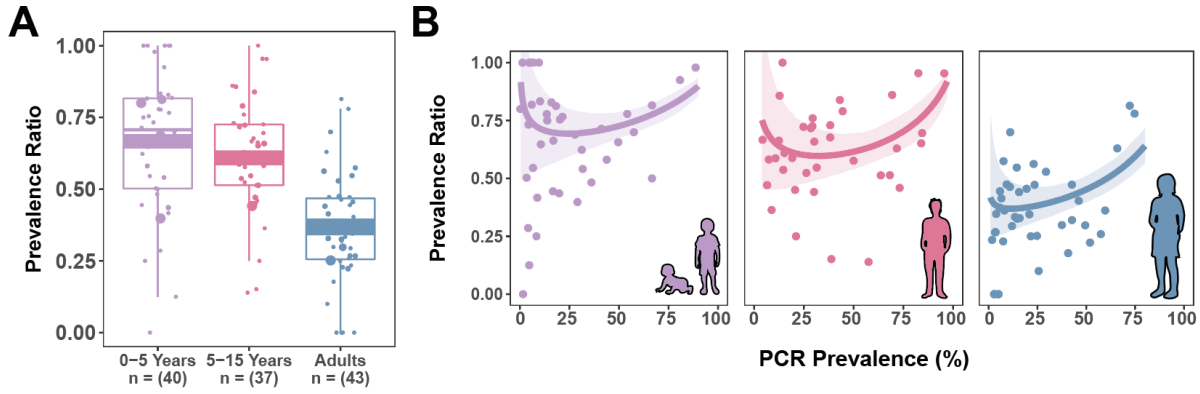 A
B
Prevalence Ratio
1.00
0.75
0.50
0.25
0.00
0−5 Years
n = (40)
5−15 Years
n = (37)
Adults
n = (43)
Prevalence Ratio
1.00
0.75
0.50
0.25
0.00
0 25 50 75 100
0 25 50 75 100
0 25 50 75 100
PCR Prevalence (%)